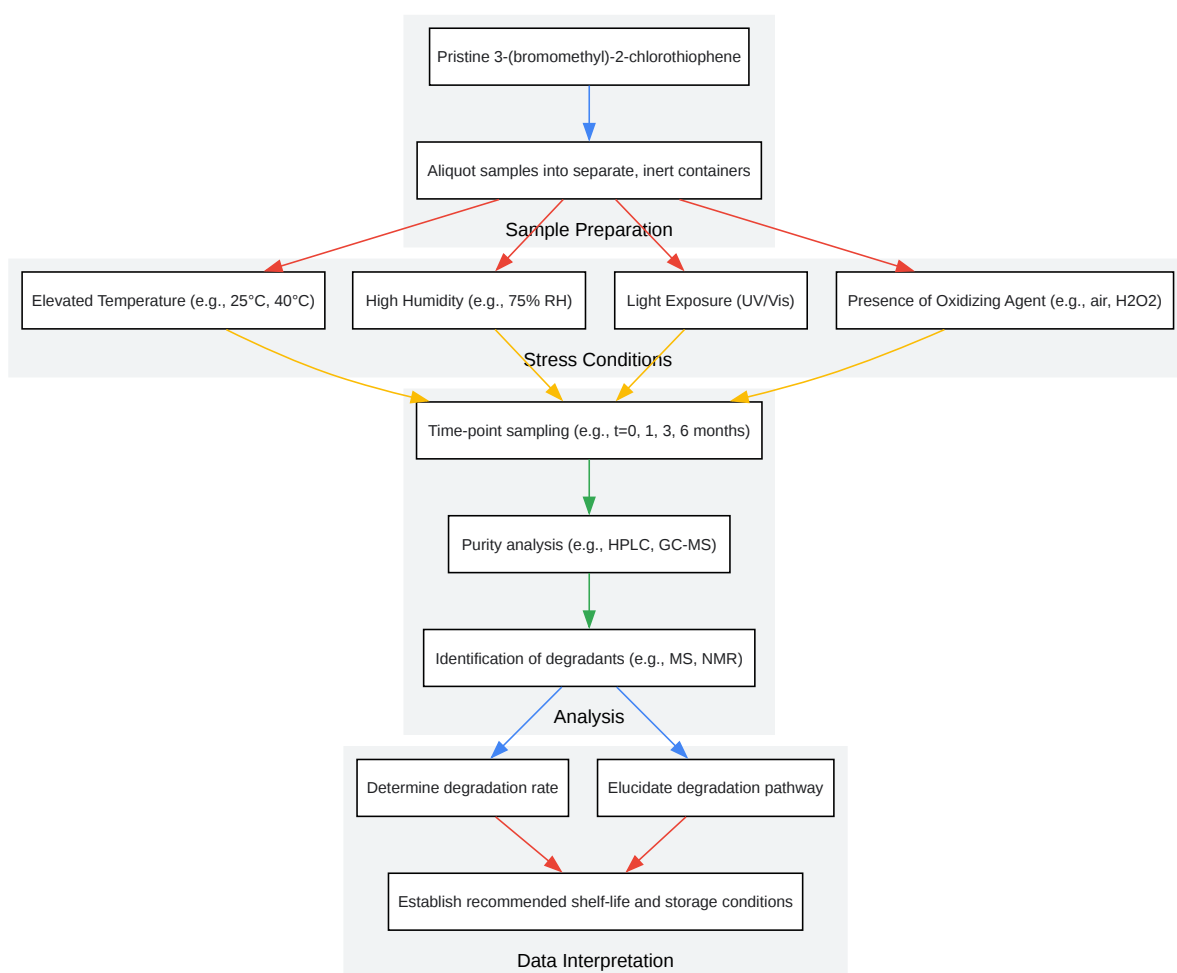 Pristine 3-(bromomethyl)-2-chlorothiophene
Aliquot samples into separate, inert containers
Sample Preparation
Elevated Temperature (e.g., 25°C, 40°C)
High Humidity (e.g., 75% RH)
Light Exposure (UV/Vis)
Presence of Oxidizing Agent (e.g., air, H2O2)
Stress Conditions
Time-point sampling (e.g., t=0, 1, 3, 6 months)
Purity analysis (e.g., HPLC, GC-MS)
Identification of degradants (e.g., MS, NMR)
Analysis
Determine degradation rate
Elucidate degradation pathway
Establish recommended shelf-life and storage conditions
Data Interpretation